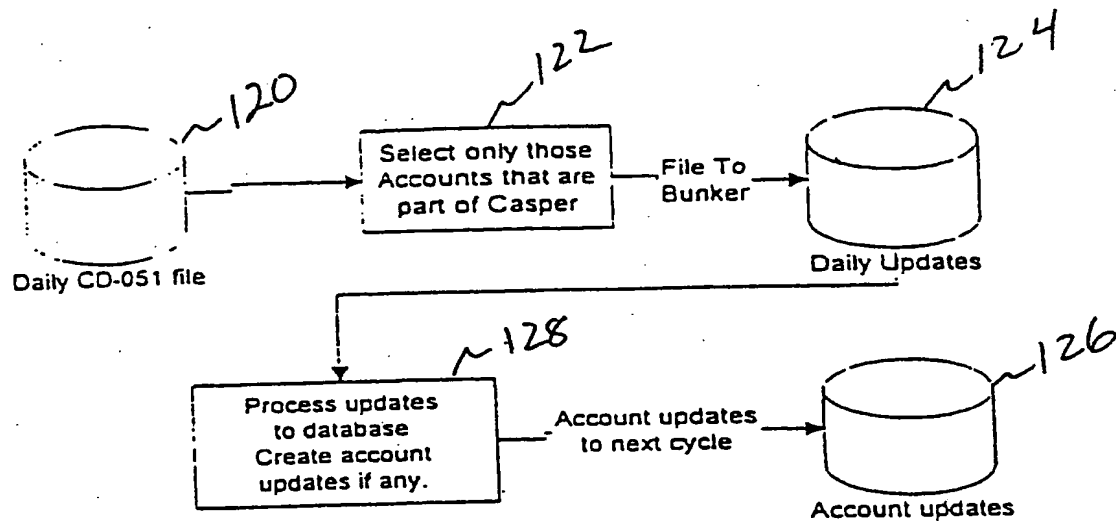 120
122
124
Select only those
Accounts that are
part of Casper
File To
Bunker
Daily CD-051 file
Daily Updates
128
126
Process updates
to database
Create account
updates if any.
Account updates
to next cycle
Account updates